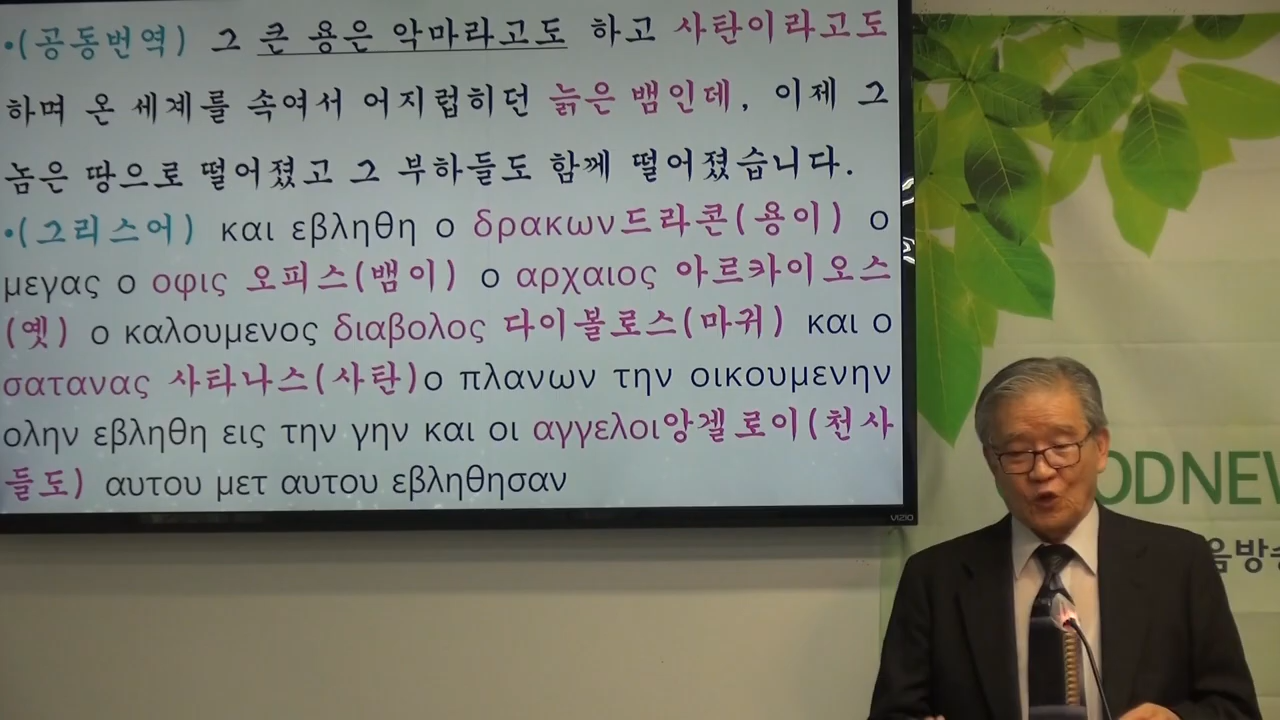 •(공동번역) 그 큰 용은 악마라고도 하고 사탄이라고도
하며 온 세계를 속여서 어지럽히던 늙은 뱀인데, 이제 그
놈은 땅으로 떨어졌고 그 부하들도 함께 떨어졌습니다.
•(그리스어) και εβληθη ο δρακων드라콘(용이) ο
μεγας ο οφις 오피스(뱀이) ο αρχαιος 아르카이오스
(옛) ο καλουμενος διαβολος 다이볼로스(마귀) και ο
σατανας 사타나스(사탄)ο πλανων την οικουμενην
ολην εβληθη εις την γην και οι αγγελοι앙겔로이(천사
들도) αυτου μετ αυτου εβληθησαν
VIZIO
ODNEW
음방송